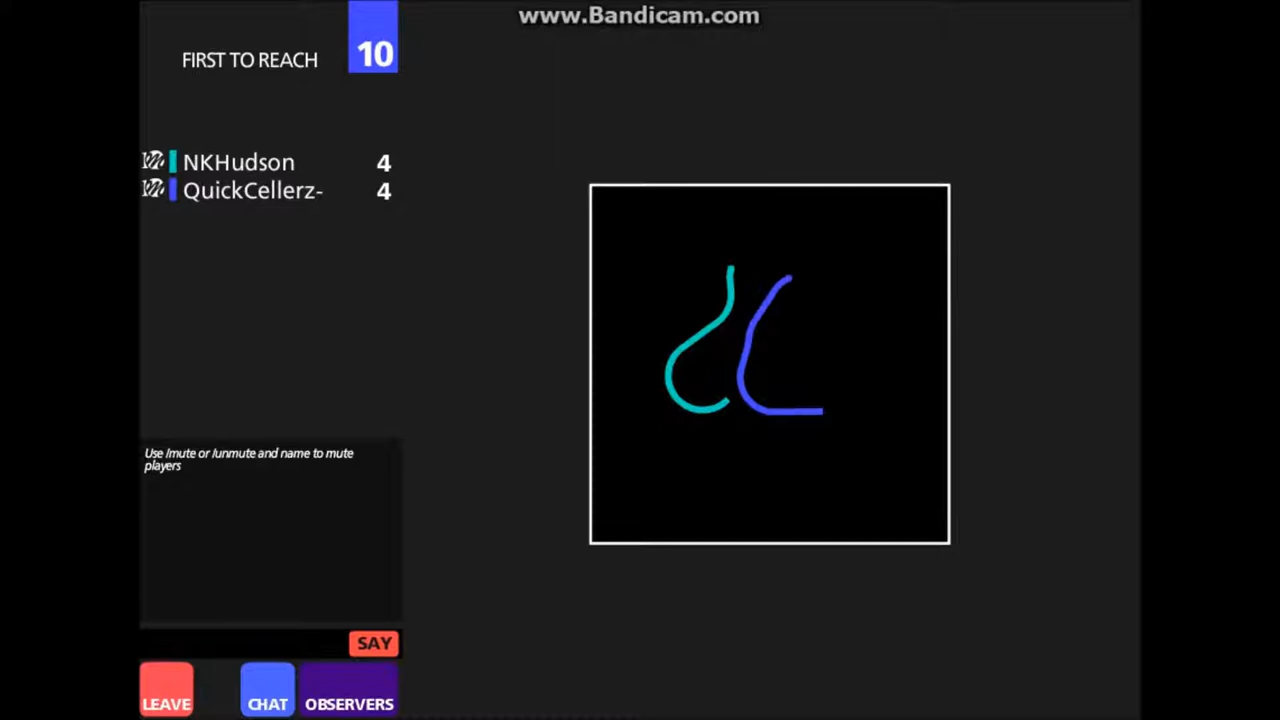 www.Bandicam.com
FIRST TO REACH 10
NKHudson 4
QuickCellerz- 4
Use /mute or /unmute and name to mute
players
SAY
LEAVE CHAT OBSERVERS